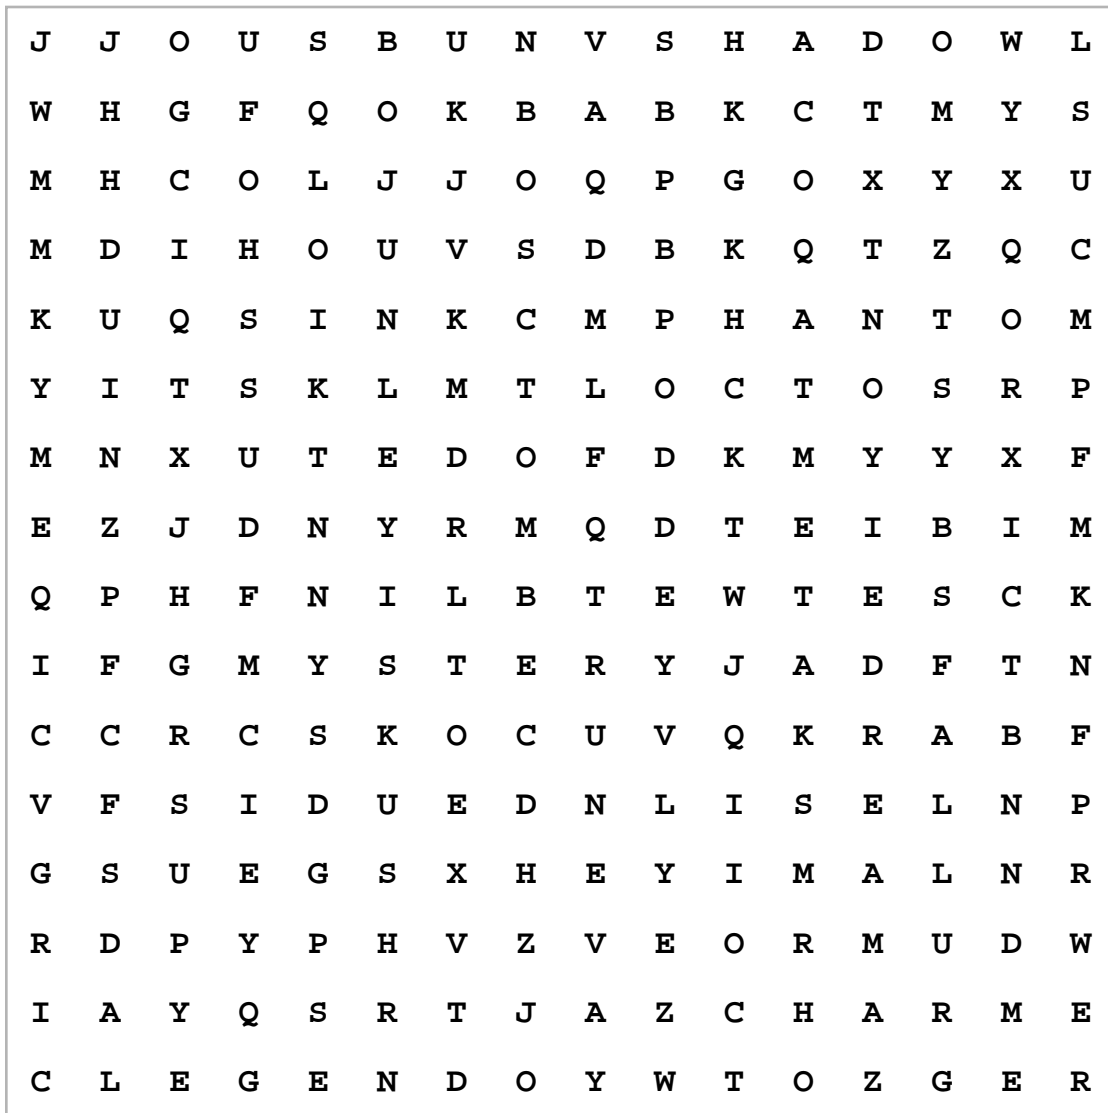 J J O U S B U N V S H A D O W L
W H G F Q O K B A B K C T M Y S
M H C O L J J O Q P G O X Y X U
M D I H O U V S D B K Q T Z Q C
K U Q S I N K C M P H A N T O M
Y I T S K L M T L O C T O S R P
M N X U T E D O F D K M Y Y X F
E Z J D N Y R M Q D T E I B I M
Q P H F N I L B T E W T E S C K
I F G M Y S T E R Y J A D F T N
C C R C S K O C U V Q K R A B F
V F S I D U E D N L I S E L N P
G S U E G S X H E Y I M A L N R
R D P Y P H V Z V E O R M U D W
I A Y Q S R T J A Z C H A R M E
C L E G E N D O Y W T O Z G E R